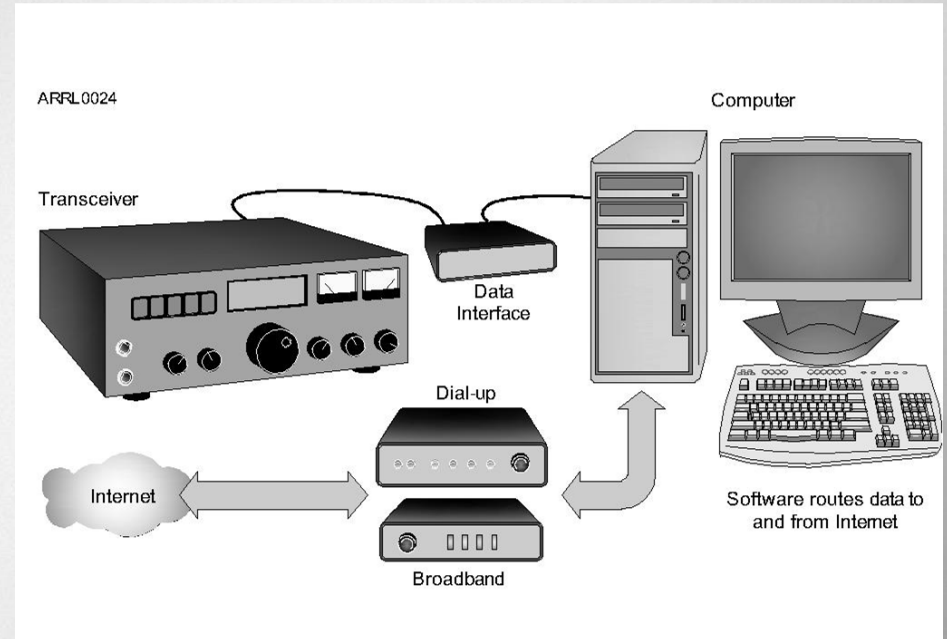 ARRL0024
Computer
Transceiver
Data
Interface
Dial-up
Internet
Software routes data to
and from Internet
Broadband